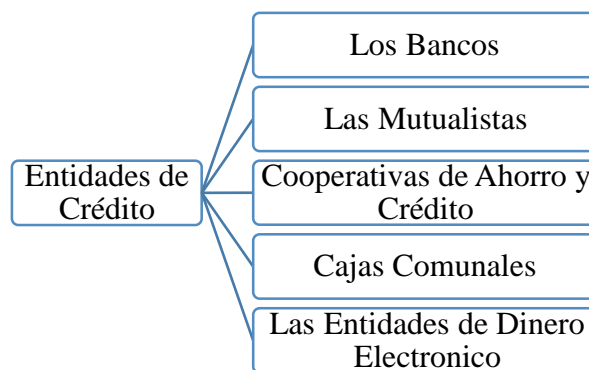 Los Bancos
Las Mutualistas
Entidades de
Crédito
Cooperativas de Ahorro y
Crédito
Cajas Comunales
Las Entidades de Dinero
Electronico